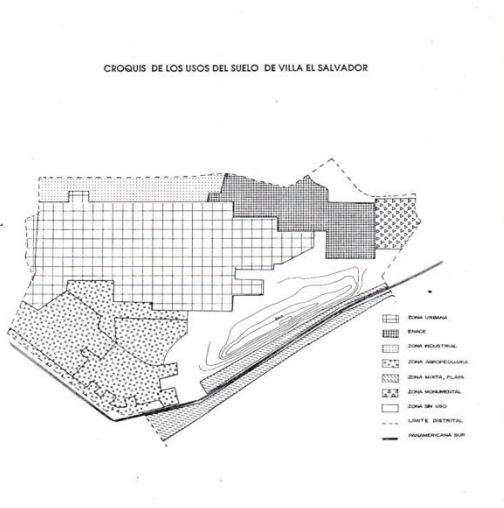 CROQUIS DE LOS USOS DEL SUELO DE VILLA EL SALVADOR
ZONA URBANA
ENACE
ZONA INDUSTRIAL
ZONA AGROPECUARIA
ZONA MIXTA, PLAYA
ZONA MONUMENTAL
ZONA SIN USO
LIMITE DISTRITAL
PANAMERICANA SUR